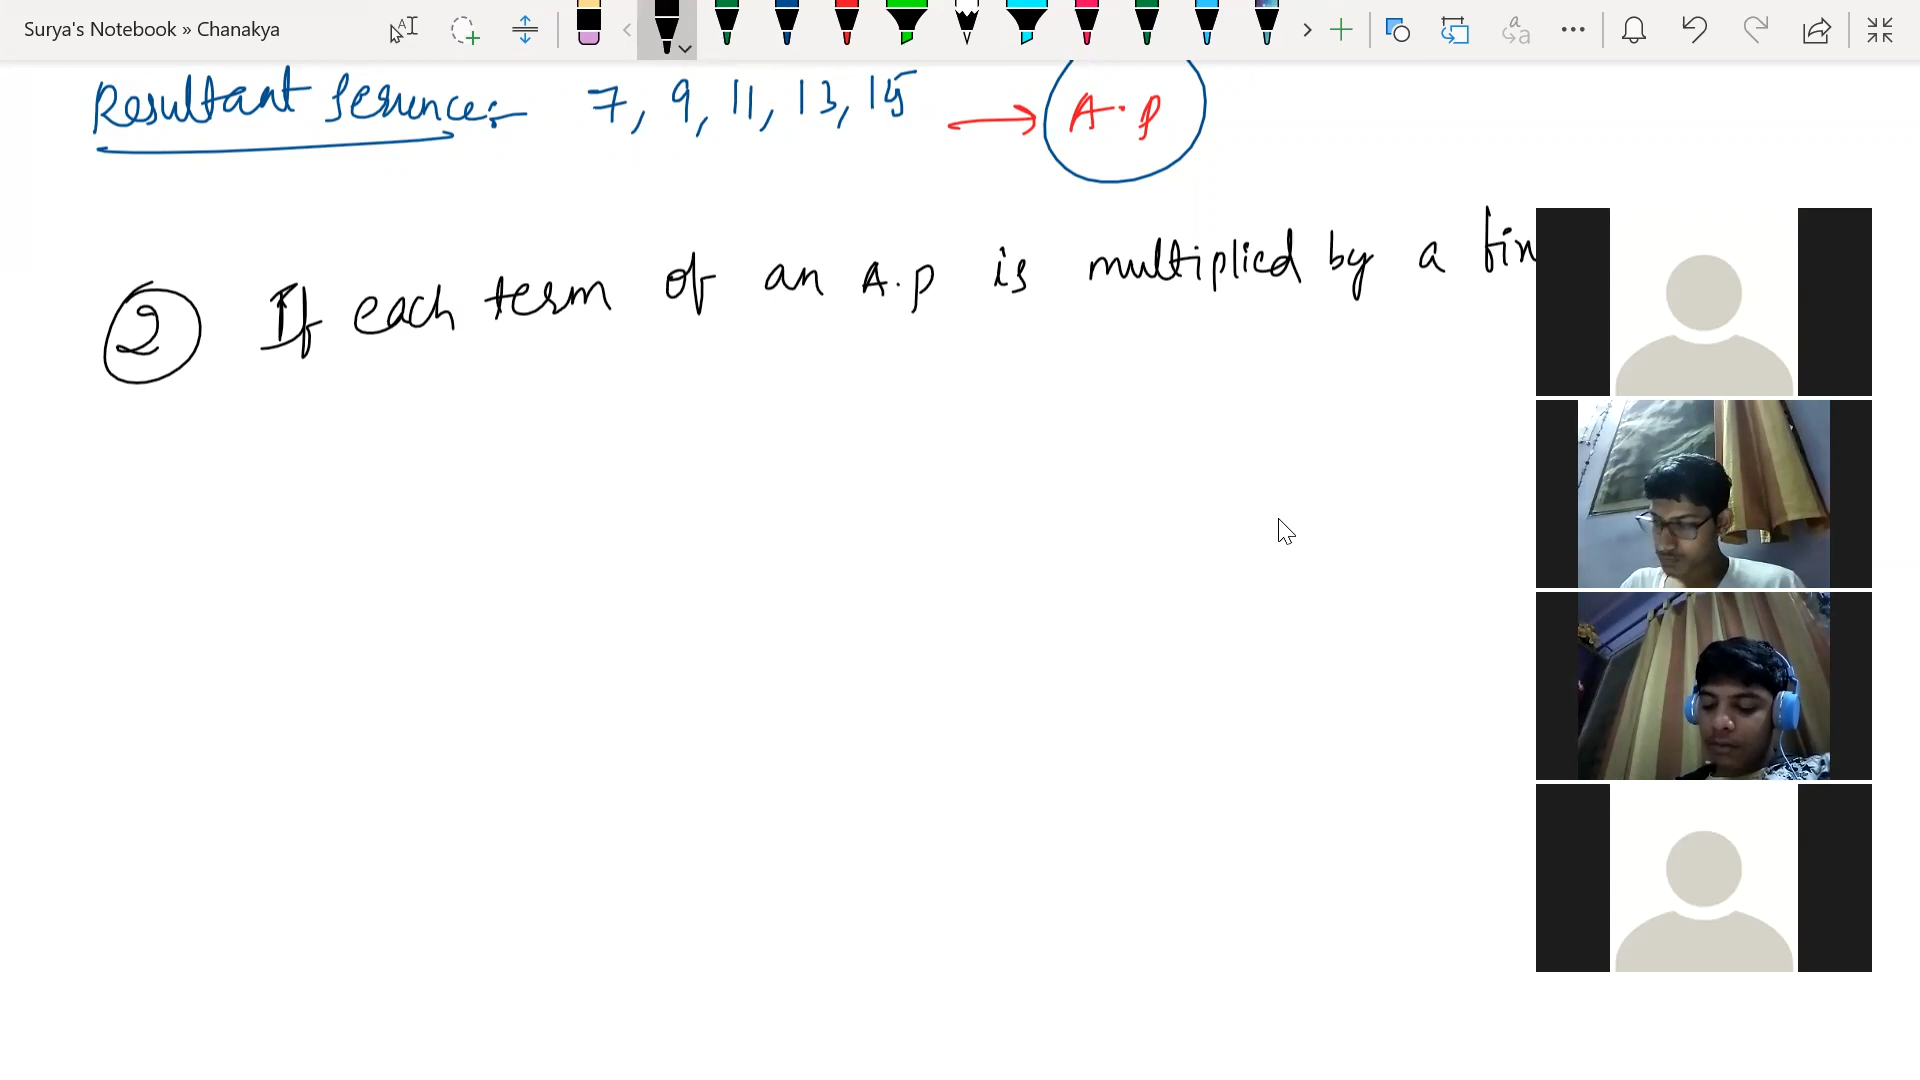 Surya's Notebook » Chanakya
Resultant Sequence:- 7, 9, 11, 13, 15 → A.P
2 If each term of an A.P is multiplied by a